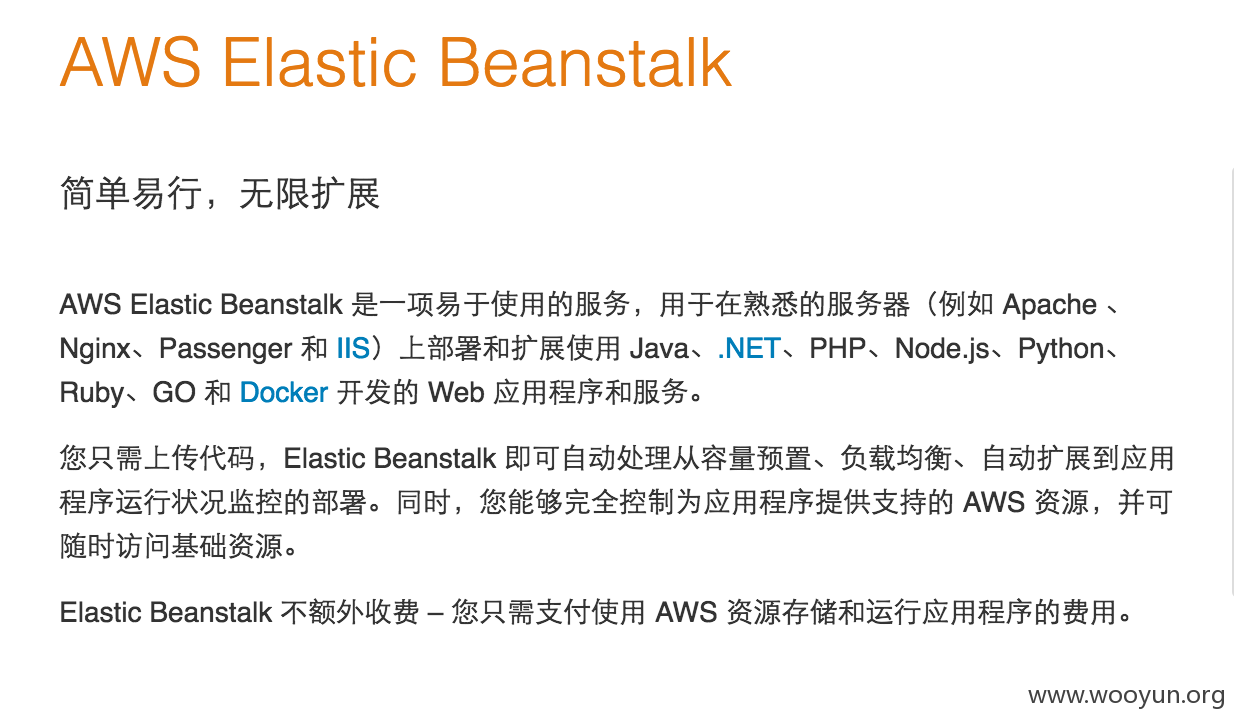 AWS Elastic Beanstalk
简单易行，无限扩展
AWS Elastic Beanstalk 是一项易于使用的服务，用于在熟悉的服务器（例如 Apache 、
Nginx、Passenger 和 IIS）上部署和扩展使用 Java、.NET、PHP、Node.js、Python、
Ruby、GO 和 Docker 开发的 Web 应用程序和服务。
您只需上传代码，Elastic Beanstalk 即可自动处理从容量预置、负载均衡、自动扩展到应用
程序运行状况监控的部署。同时，您能够完全控制为应用程序提供支持的 AWS 资源，并可
随时访问基础资源。
Elastic Beanstalk 不额外收费 – 您只需支付使用 AWS 资源存储和运行应用程序的费用。
www.wooyun.org